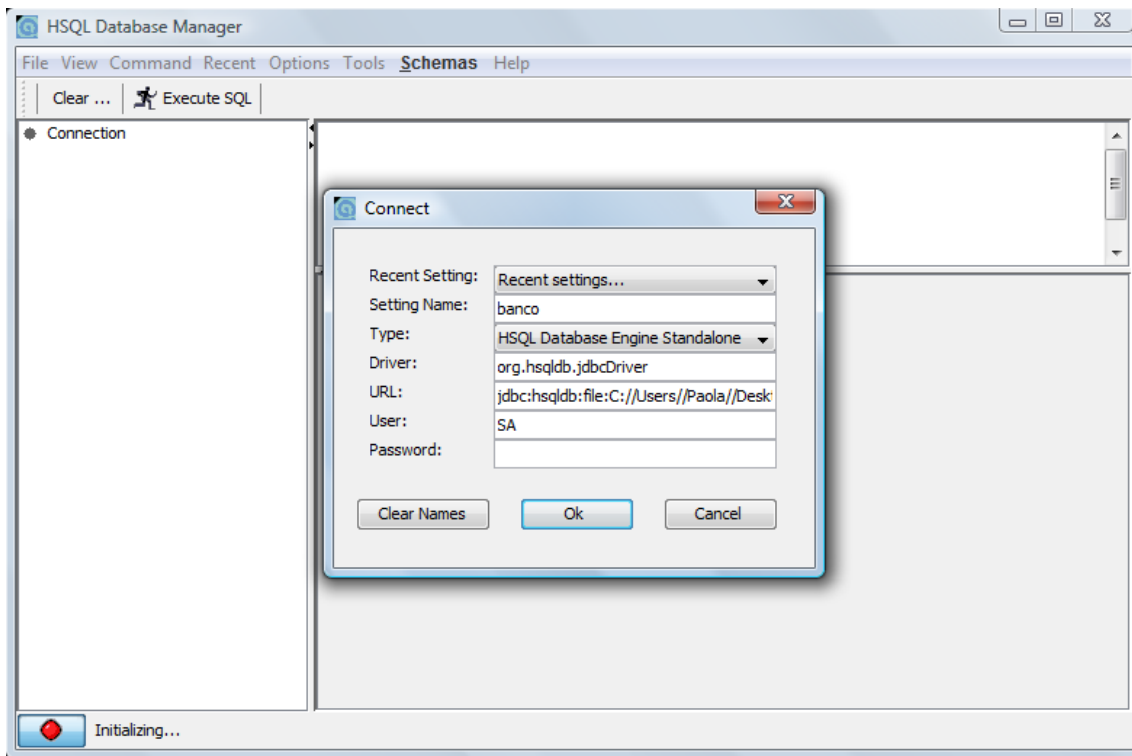 HSQL Database Manager
File View Command Recent Options Tools Schemas Help
Clear ... Execute SQL
Connection
Connect
Recent Setting: Recent settings...
Setting Name: banco
Type: HSQL Database Engine Standalone
Driver: org.hsqldb.jdbcDriver
URL: jdbc:hsqldb:file:C://Users//Paola//Desk
User: SA
Password:
Clear Names Ok Cancel
Initializing...